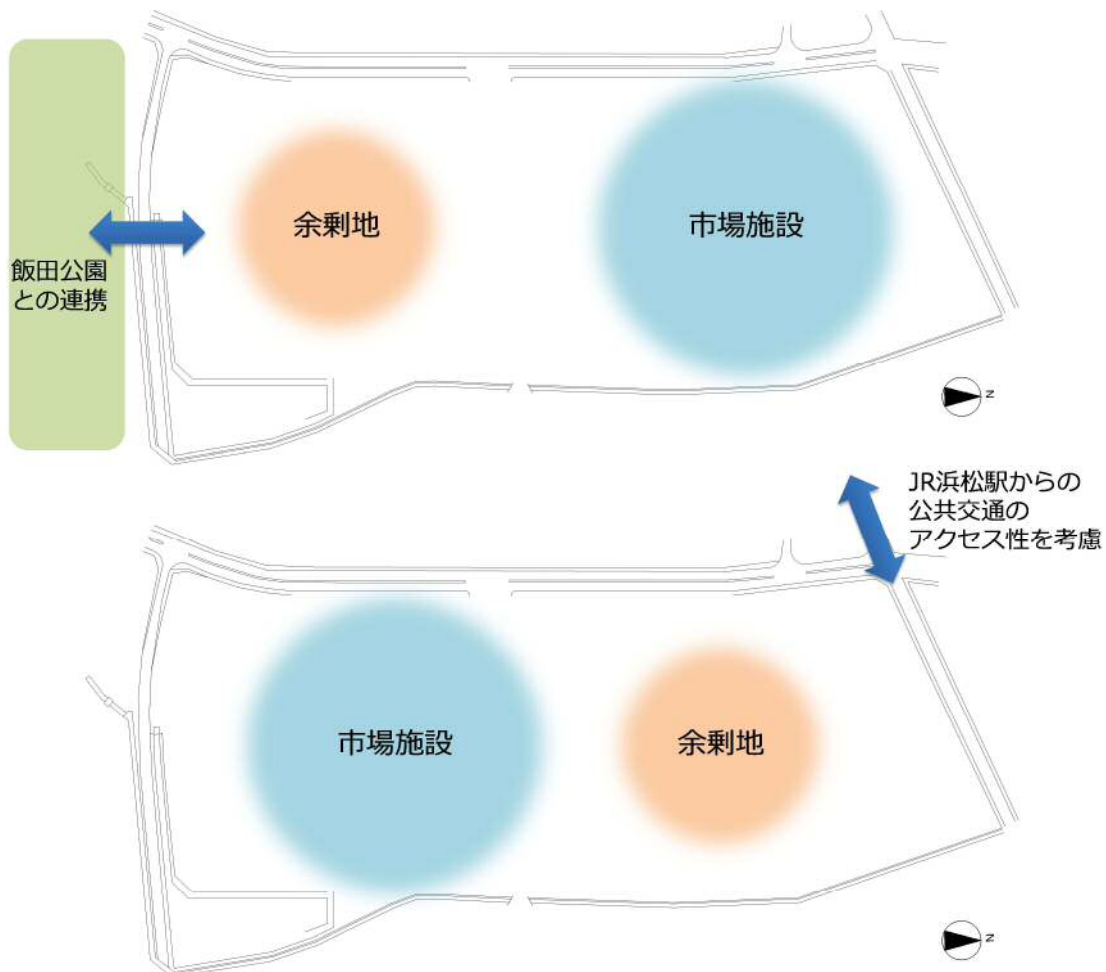 余剰地
市場施設
飯田公園
との連携
N
JR浜松駅からの
公共交通の
アクセス性を考慮
市場施設
余剰地
N